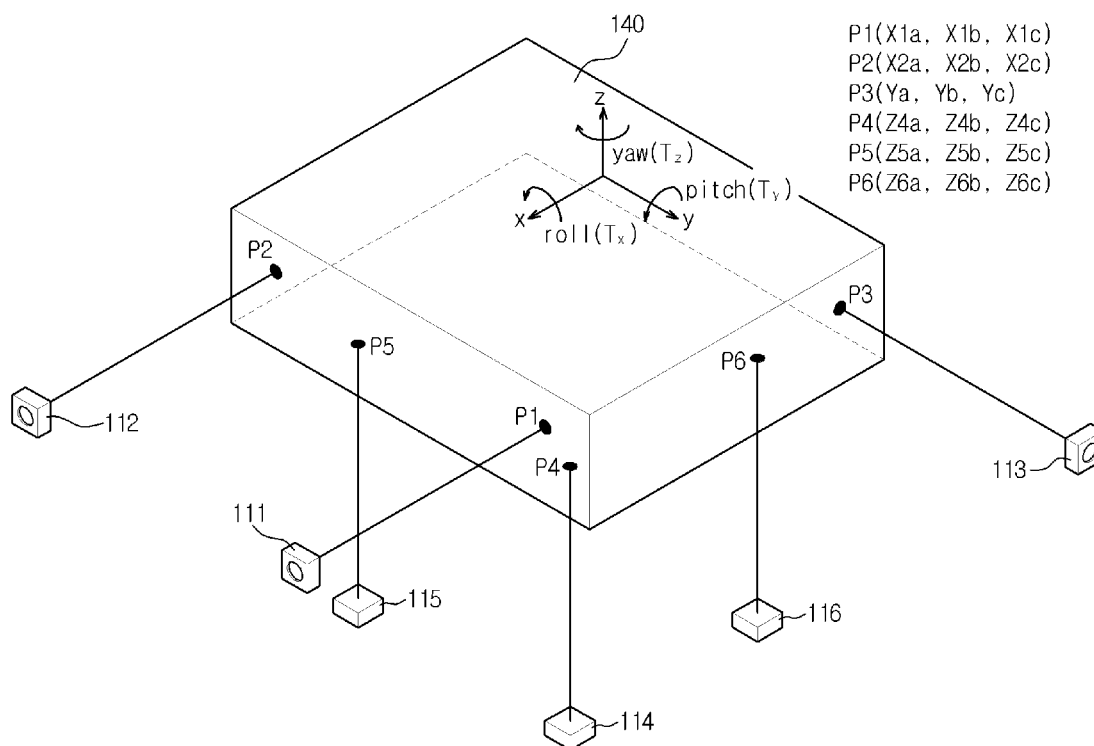 140
P1(X1a, X1b, X1c)
P2(X2a, X2b, X2c)
P3(Ya, Yb, Yc)
P4(Z4a, Z4b, Z4c)
P5(Z5a, Z5b, Z5c)
P6(Z6a, Z6b, Z6c)
z
yaw(Tz)
pitch(Ty)
x
roll(Tx)
y
P2
P3
P5
P6
112
P1
P4
113
111
115
116
114